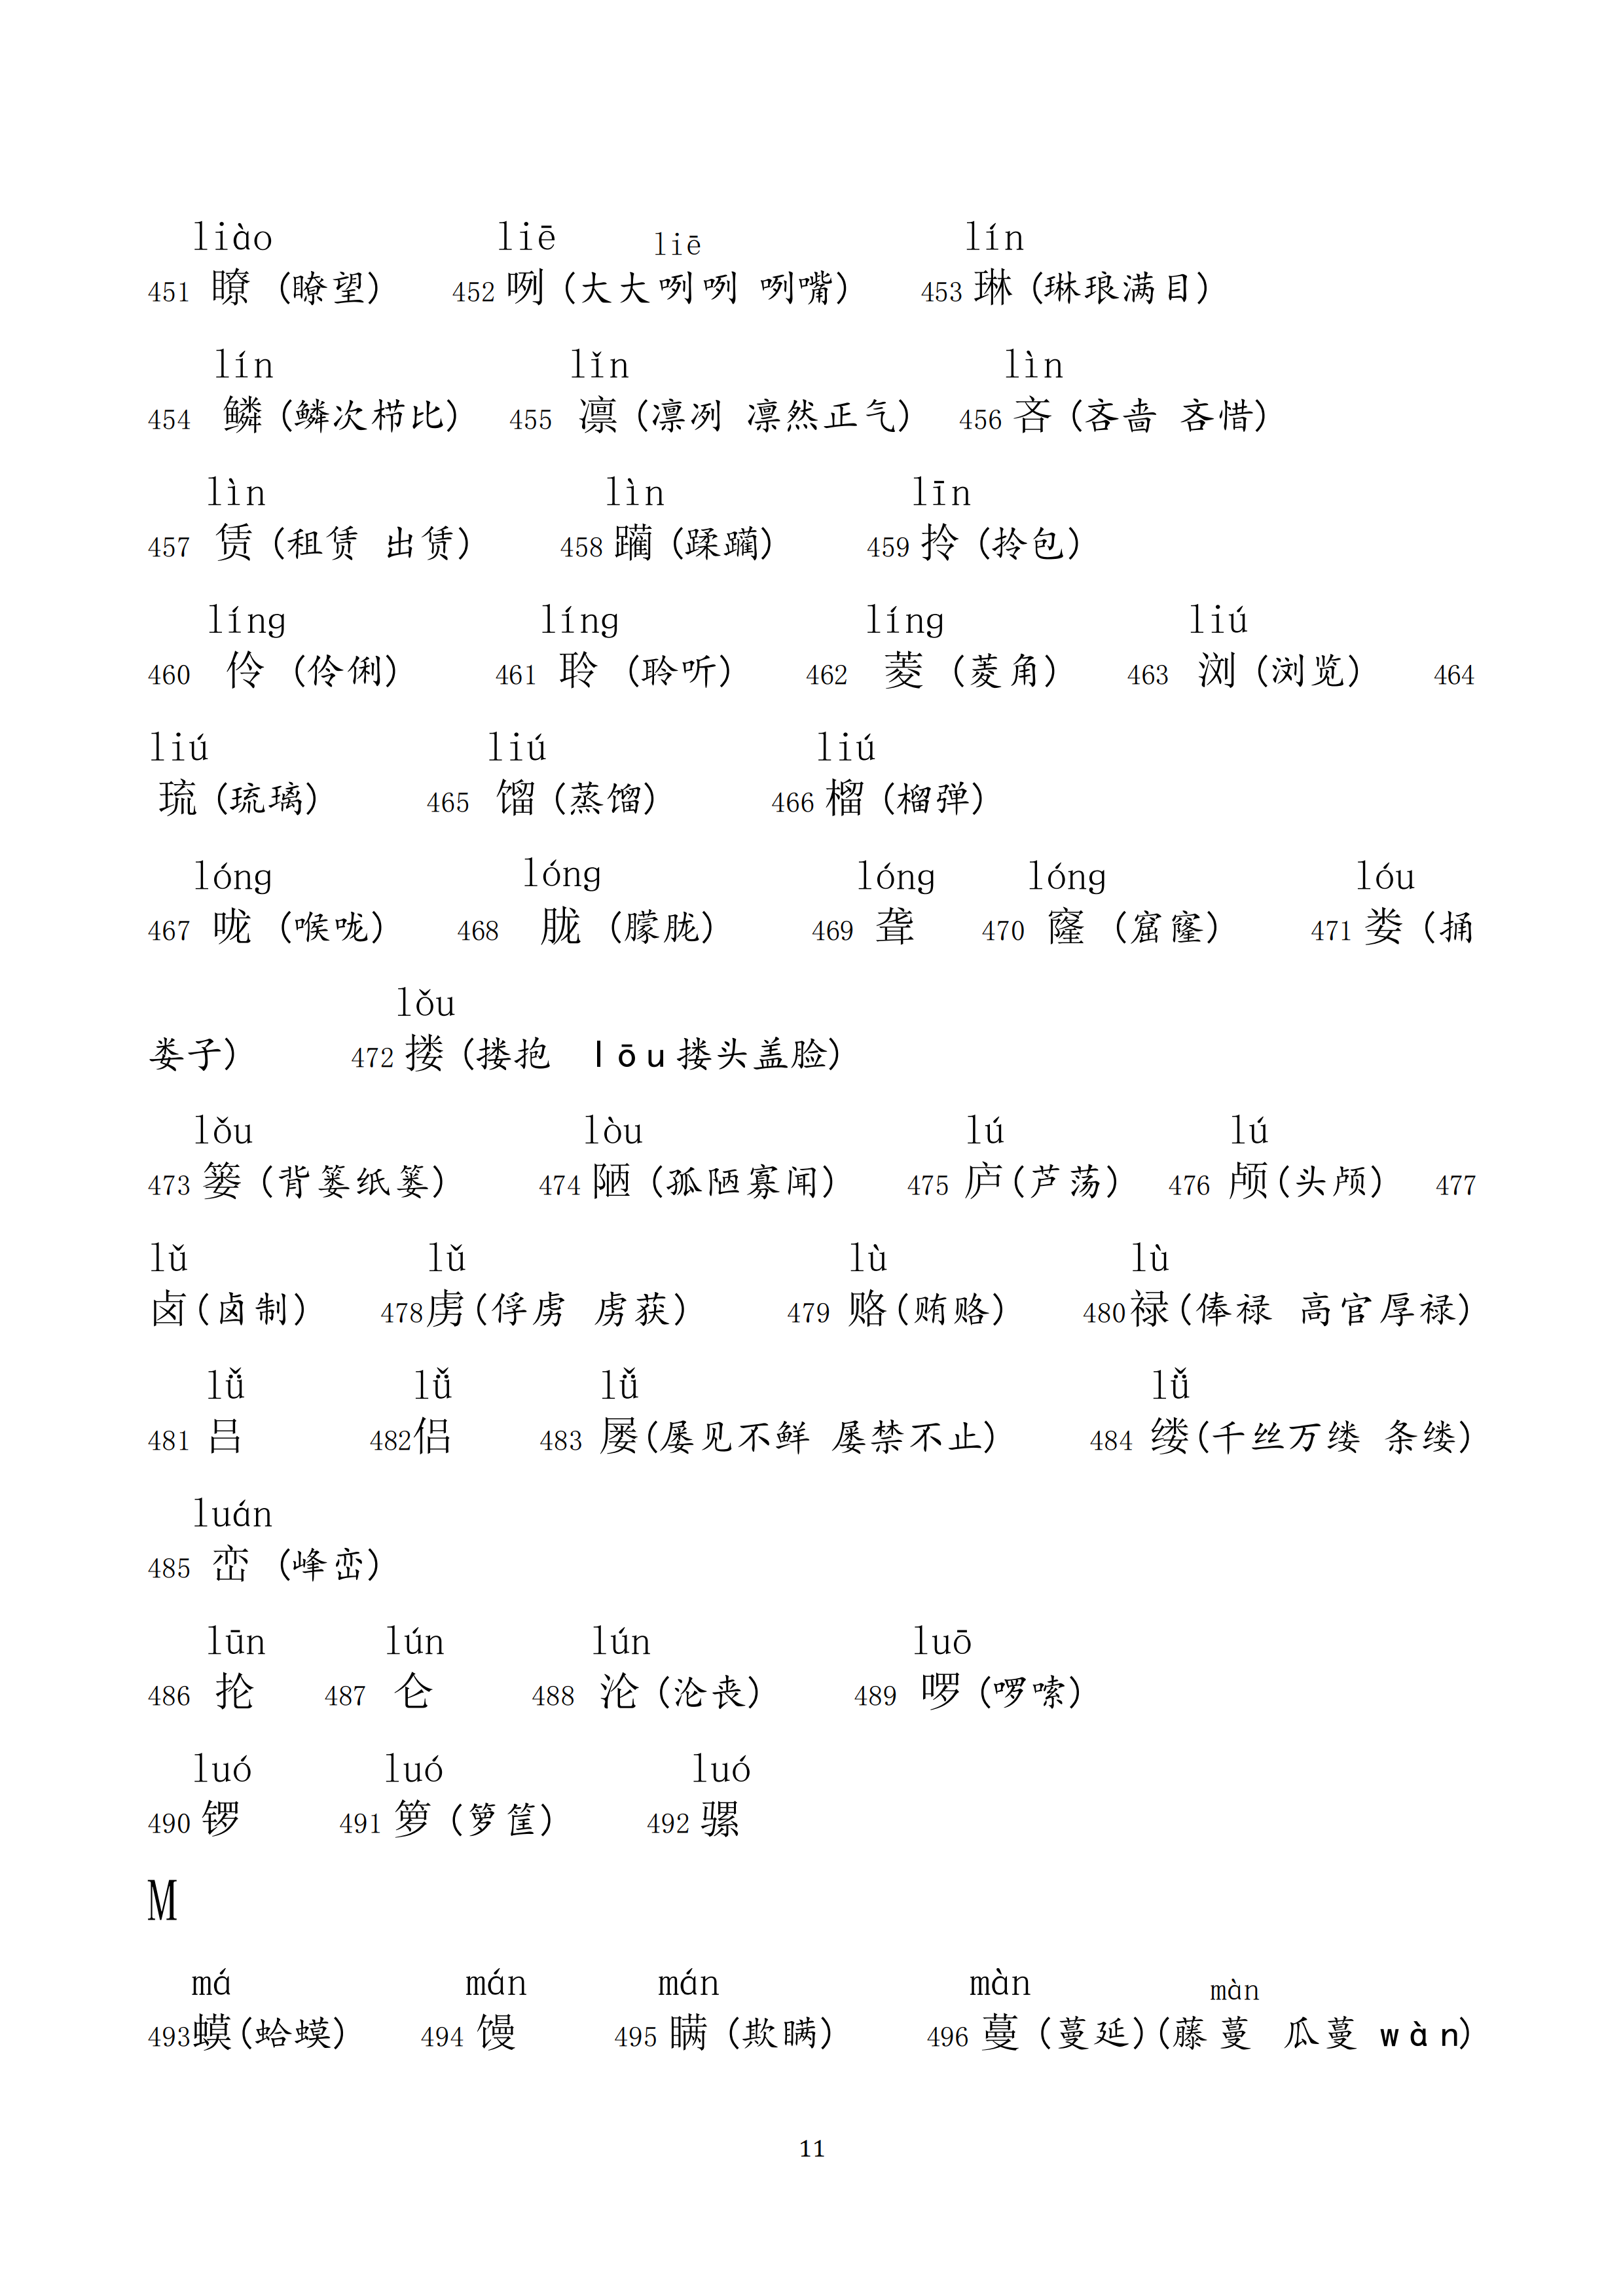 liào liē liē lín
451 瞭 (瞭望) 452 咧 (大大咧咧 咧嘴) 453 琳 (琳琅满目)
lín lǐn lìn
454 鳞 (鳞次栉比) 455 凛 (凛冽 凛然正气) 456 吝 (吝啬 吝惜)
lìn lìn līn
457 赁 (租赁 出赁) 458 躏 (蹂躏) 459 拎 (拎包)
líng líng líng liú
460 伶 (伶俐) 461 聆 (聆听) 462 菱 (菱角) 463 浏 (浏览) 464
liú liú liú
琉 (琉璃) 465 馏 (蒸馏) 466 榴 (榴弹)
lóng lóng lóng lóng lóu
467 咙 (喉咙) 468 胧 (朦胧) 469 聋 470 窿 (窟窿) 471 娄 (捅
lǒu
娄子) 472 搂 (搂抱 lōu搂头盖脸)
lǒu lòu lú lú
473 篓 (背篓纸篓) 474 陋 (孤陋寡闻) 475 庐(芦荡) 476 颅(头颅) 477
lǔ lǔ lù lù
卤(卤制) 478虏(俘虏 虏获) 479 赂(贿赂) 480禄(俸禄 高官厚禄)
lǚ lǚ lǚ lǚ
481 吕 482侣 483 屡(屡见不鲜 屡禁不止) 484 缕(千丝万缕 条缕)
luán
485 峦 (峰峦)
lūn lún lún luō
486 抡 487 仑 488 沦 (沦丧) 489 啰 (啰嗦)
luó luó luó
490 锣 491 箩 (箩筐) 492 骡
M
má mán mán màn màn
493蟆(蛤蟆) 494 馒 495 瞒 (欺瞒) 496 蔓 (蔓延)(藤蔓 瓜蔓 wàn)
11